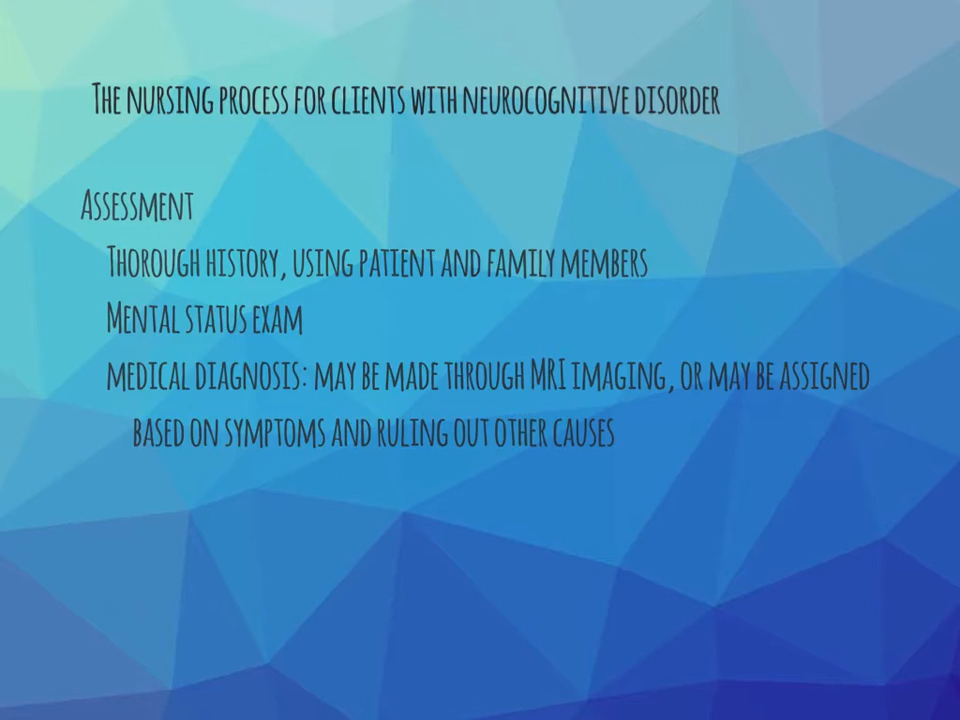 The nursing process for clients with neurocognitive disorder
Assessment
Thorough history, using patient and family members
Mental status exam
medical diagnosis: may be made through MRI imaging, or may be assigned
based on symptoms and ruling out other causes